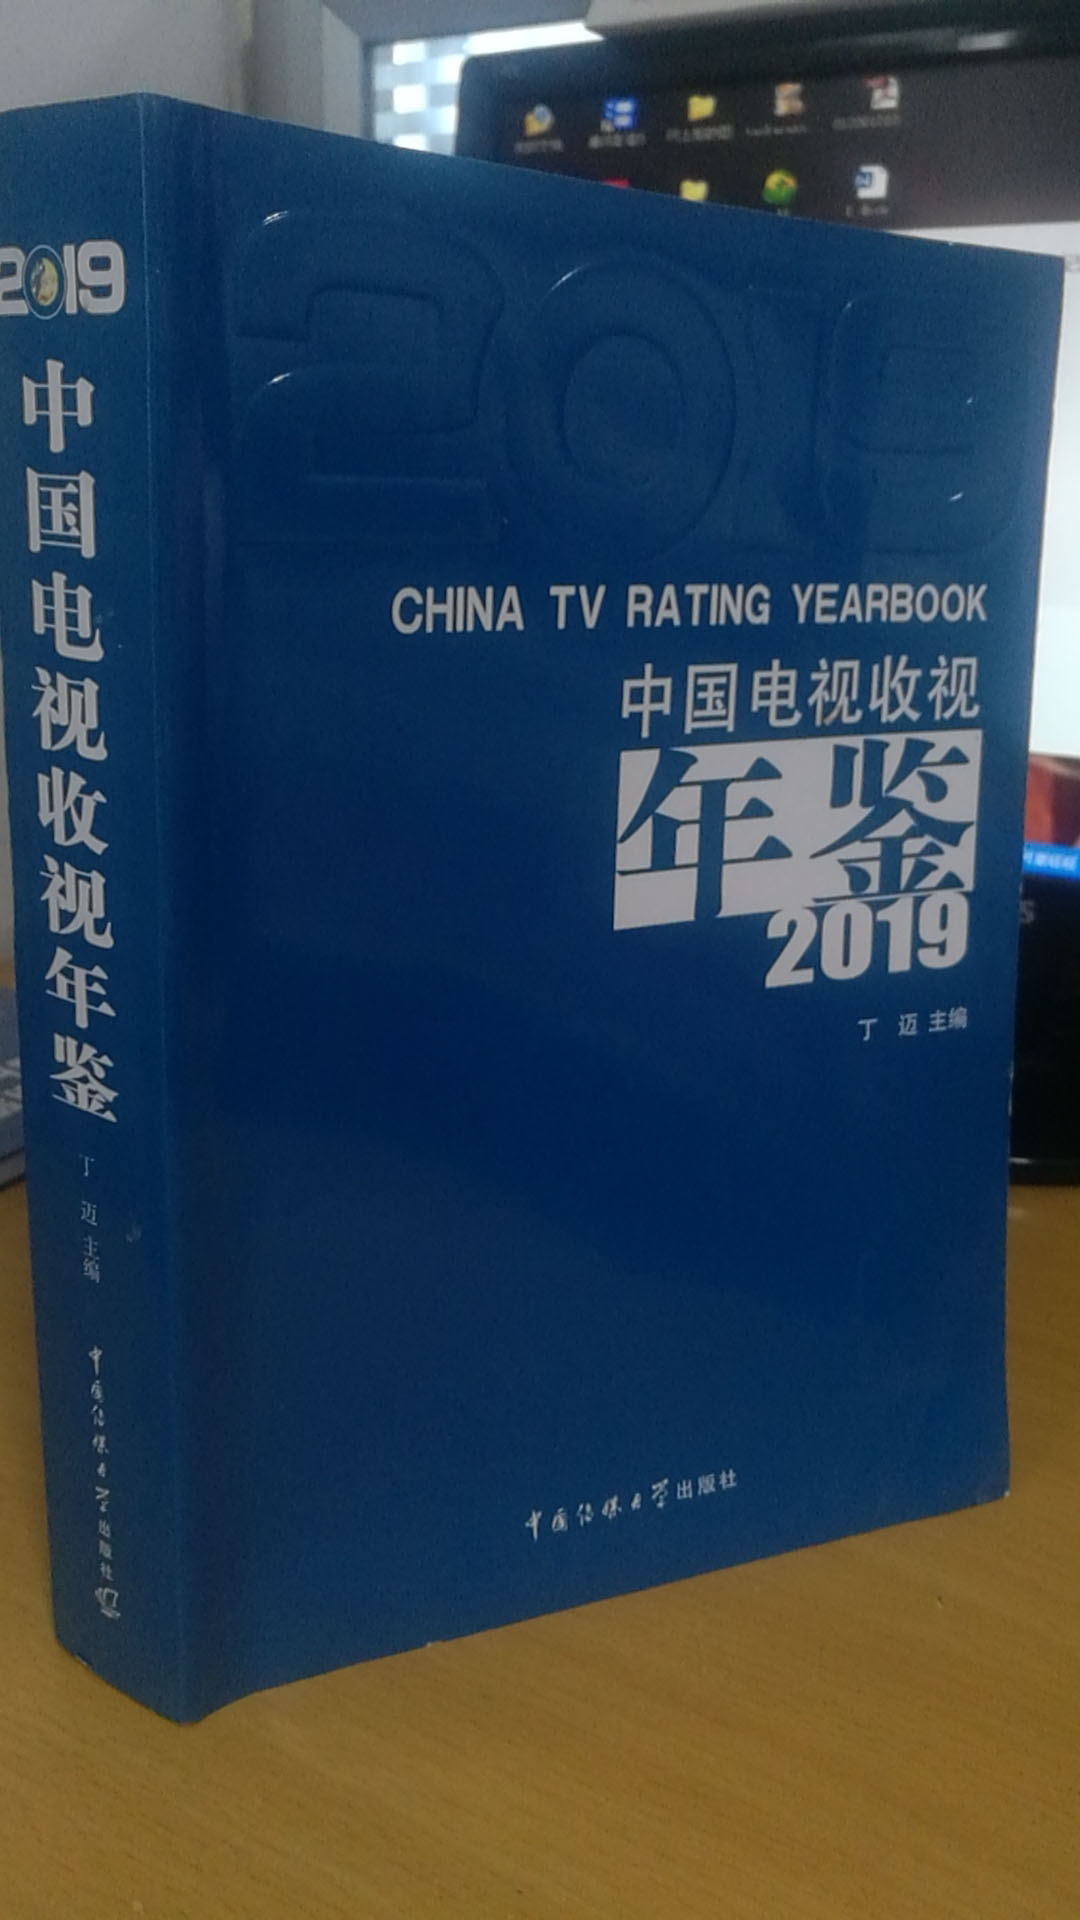 2019
中国电视收视年鉴
丁 迈 主编
中国传媒大学出版社
2019
CHINA TV RATING YEARBOOK
中国电视收视
年鉴
2019
丁 迈 主编
中国传媒大学出版社